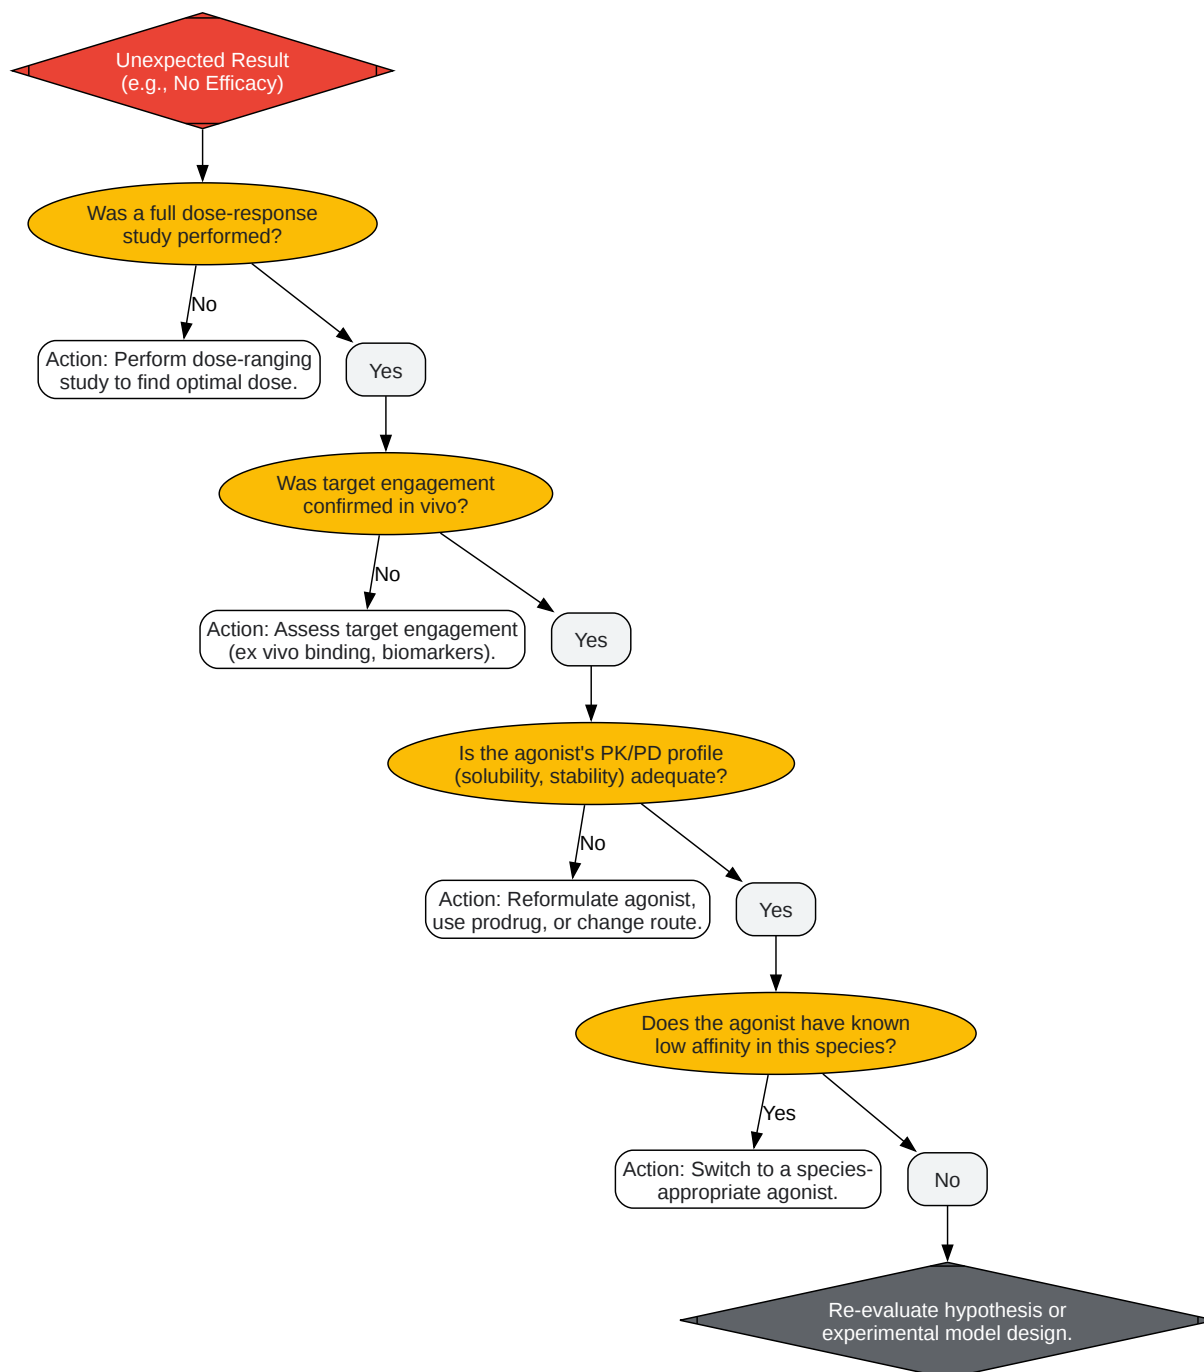 Unexpected Result
(e.g., No Efficacy)
Was a full dose-response
study performed?
No
Action: Perform dose-ranging
study to find optimal dose.
Yes
Was target engagement
confirmed in vivo?
No
Action: Assess target engagement
(ex vivo binding, biomarkers).
Yes
Is the agonist's PK/PD profile
(solubility, stability) adequate?
No
Action: Reformulate agonist,
use prodrug, or change route.
Yes
Does the agonist have known
low affinity in this species?
Yes
Action: Switch to a species-
appropriate agonist.
No
Re-evaluate hypothesis or
experimental model design.